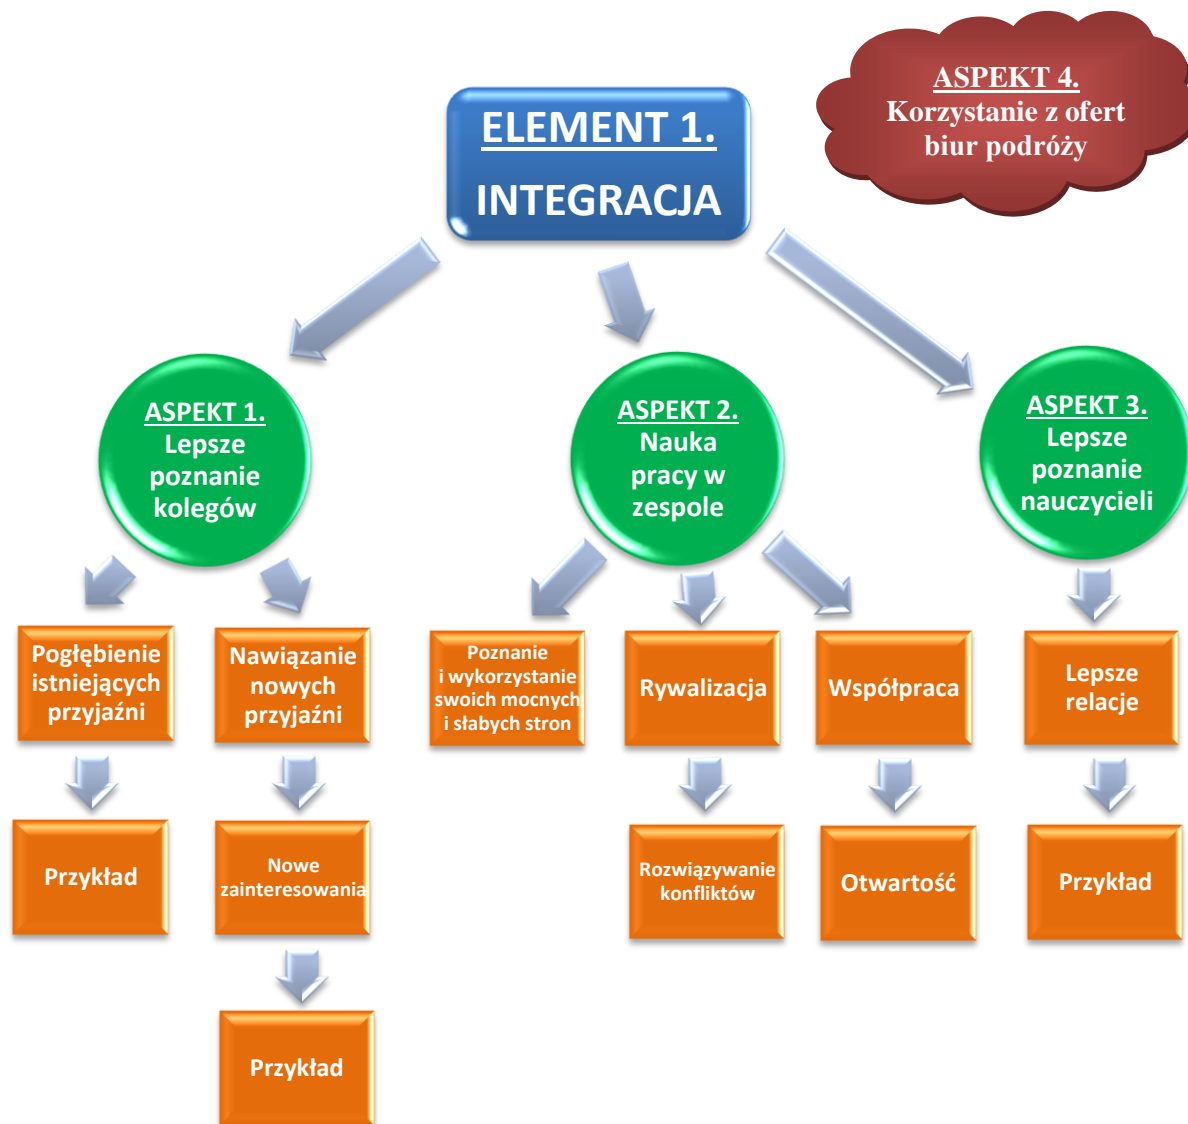 ASPEKT 4.
Korzystanie z ofert
biur podróży
ELEMENT 1.
INTEGRACJA
ASPEKT 1.
Lepsze
poznanie
kolegów
ASPEKT 2.
Nauka
pracy w
zespole
ASPEKT 3.
Lepsze
poznanie
nauczycieli
Pogłębienie
istniejących
przyjaźni
Nawiązanie
nowych
przyjaźni
Poznanie
i wykorzystanie
swoich mocnych
i słabych stron
Rywalizacja
Współpraca
Lepsze
relacje
Przykład
Nowe
zainteresowania
Rozwiązywanie
konfliktów
Otwartość
Przykład
Przykład